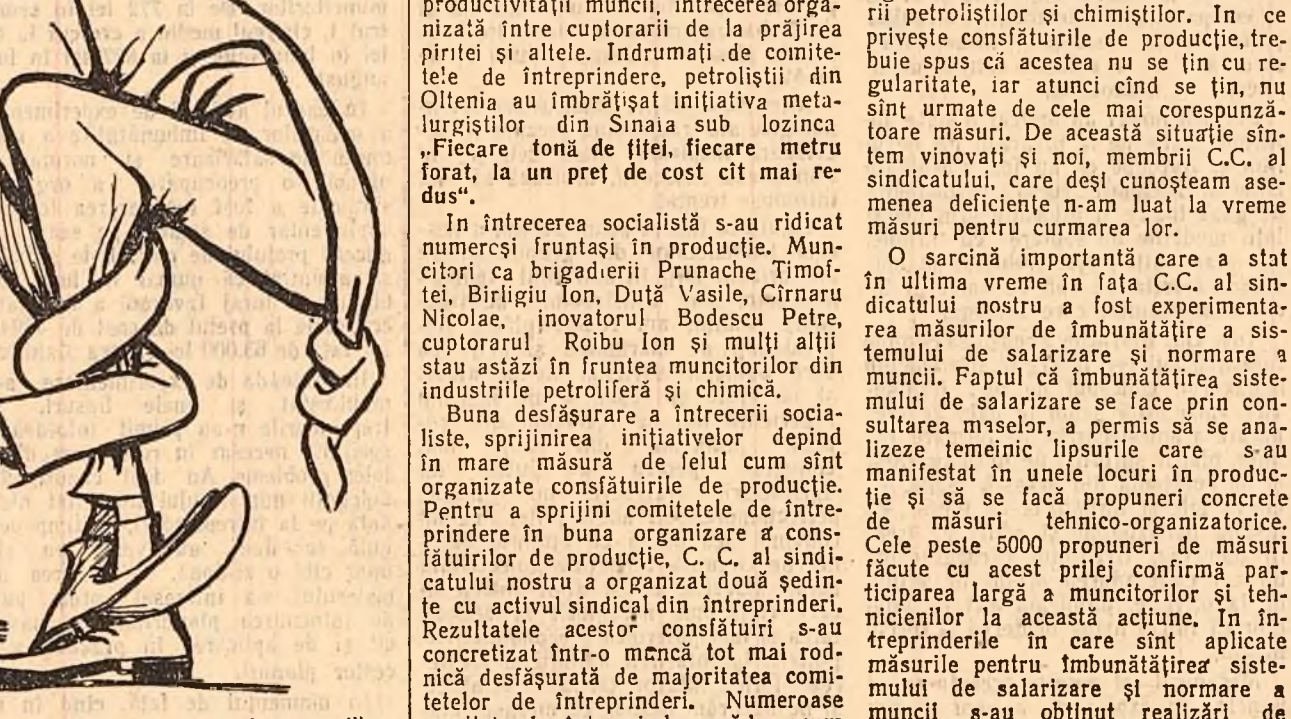 productivității muncii, întrecerea orga-
nizată între cuptorarii de la prăjirea
piritei și altele. Indrumați de comite-
tele de întreprindere, petroliștii din
Oltenia au îmbrățișat inițiativa meta-
lurgiștilor din Sinaia sub lozinca
„Fiecare tonă de țiței, fiecare metru
forat, la un preț de cost cît mai re-
dus“.
In întrecerea socialistă s-au ridicat
numeroși fruntași în producție. Mun-
citori ca brigadierii Prunache Timof-
tei, Birligiu Ion, Duță Vasile, Cîrnaru
Nicolae, inovatorul Bodescu Petre,
cuptorarul Roibu Ion și mulți alții
stau astăzi în fruntea muncitorilor din
industriile petroliferă și chimică.
Buna desfășurare a întrecerii socia-
liste, sprijinirea inițiativelor depind
în mare măsură de felul cum sînt
organizate consfătuirile de producție.
Pentru a sprijini comitetele de între-
prindere în buna organizare a cons-
fătuirilor de producție, C. C. al sindi-
catului nostru a organizat două ședin-
țe cu activul sindical din întreprinderi.
Rezultatele acestor consfătuiri s-au
concretizat într-o muncă tot mai rod-
nică desfășurată de majoritatea comi-
tetelor de întreprinderi. Numeroase
rii petroliștilor și chimiștilor. In ce
privește consfătuirile de producție, tre-
buie spus că acestea nu se țin cu re-
gularitate, iar atunci cînd se țin, nu
sînt urmate de cele mai corespunză-
toare măsuri. De această situație sîn-
tem vinovați și noi, membrii C.C. al
sindicatului, care deși cunoșteam ase-
menea deficiențe n-am luat la vreme
măsuri pentru curmarea lor.
O sarcină importantă care a stat
în ultima vreme în fața C.C. al sin-
dicatului nostru a fost experimenta-
rea măsurilor de îmbunătățire a sis-
temului de salarizare și normare a
muncii. Faptul că îmbunătățirea siste-
mului de salarizare se face prin con-
sultarea maselor, a permis să se ana-
lizeze temeinic lipsurile care s-au
manifestat în unele locuri în produc-
ție și să se facă propuneri concrete
de măsuri tehnico-organizatorice.
Cele peste 5000 propuneri de măsuri
făcute cu acest prilej confirmă par-
ticiparea largă a muncitorilor și teh-
nicienilor la această acțiune. In în-
treprinderile în care sînt aplicate
măsurile pentru îmbunătățirea siste-
mului de salarizare și normare a
muncii s-au obținut realizări de